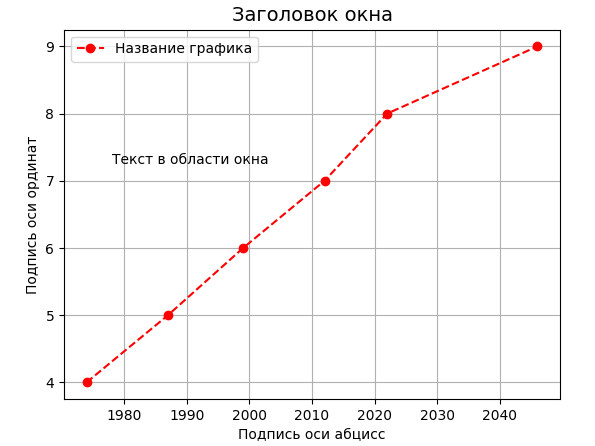 Заголовок окна
Название графика
Текст в области окна
Подпись оси ординат
9
8
7
6
5
4
1980 1990 2000 2010 2020 2030 2040
Подпись оси абцисс